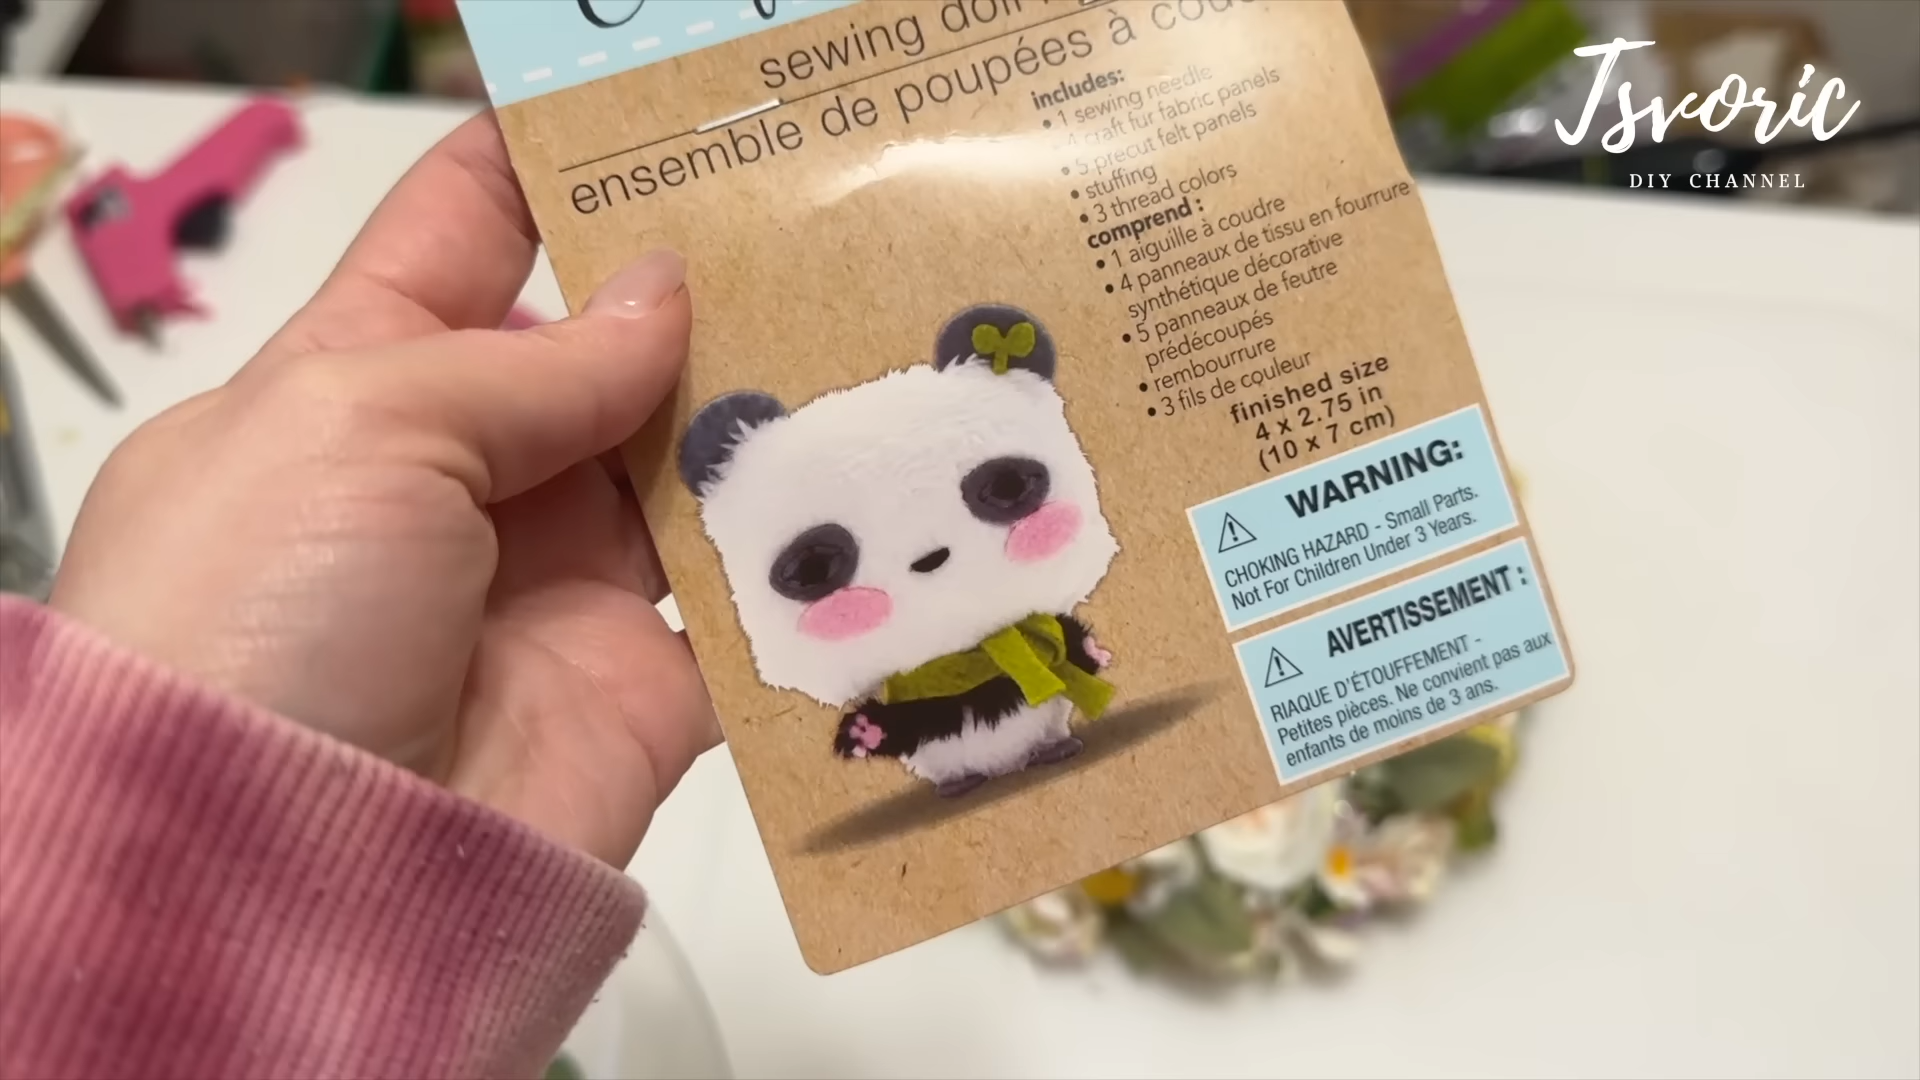 sewing doll
ensemble de poupées à
includes:
• 1 sewing needle
4 craft fur fabric panels
• 5 precut felt panels
• stuffing
• 3 thread colors
comprend :
• 1 aiguille à coudre
• 4 panneaux de tissu en fourrure
synthétique décorative
• 5 panneaux de feutre
prédécoupés
• rembourrure
• 3 fils de couleur
finished size
4 x 2.75 in
(10 x 7 cm)
WARNING:
CHOKING HAZARD - Small Parts.
Not For Children Under 3 Years.
AVERTISSEMENT :
RIAQUE D'ÉTOUFFEMENT -
Petites pièces. Ne convient pas aux
enfants de moins de 3 ans.
Tsvoric
DIY CHANNEL